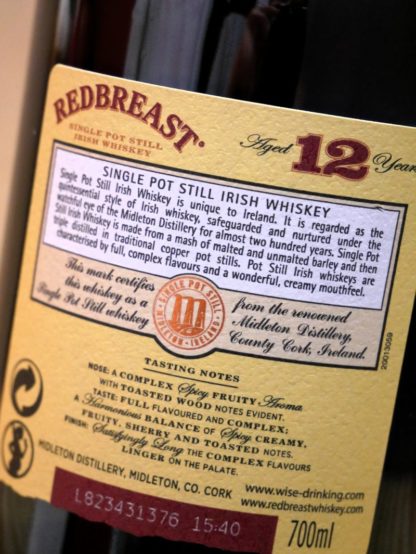 REDBREAST®
SINGLE POT STILL
IRISH WHISKEY
Aged 12 Years
SINGLE POT STILL IRISH WHISKEY
Single Pot Still Irish Whiskey is unique to Ireland. It is regarded as the
quintessential style of Irish whiskey, safeguarded and nurtured under the
watchful eye of the Midleton Distillery for almost two hundred years. Single Pot
Still Irish Whiskey is made from a mash of malted and unmalted barley and then
triple distilled in traditional copper pot stills. Pot Still Irish whiskeys are
characterised by full, complex flavours and a wonderful, creamy mouthfeel.
This mark certifies
this whiskey as a
Single Pot Still whiskey
SINGLE POT STILL
MIDLETON · IRELAND
from the renowned
Midleton Distillery,
County Cork, Ireland.
20013059
TASTING NOTES
NOSE: A COMPLEX Spicy FRUITY Aroma
WITH TOASTED WOOD NOTES EVIDENT.
TASTE: FULL FLAVOURED AND COMPLEX;
A Harmonious BALANCE OF Spicy CREAMY,
FRUITY, SHERRY AND TOASTED NOTES.
FINISH: Satisfyingly Long THE COMPLEX FLAVOURS
LINGER ON THE PALATE.
MIDLETON DISTILLERY, MIDLETON, CO. CORK
www.wise-drinking.com
www.redbreastwhiskey.com
L823431376 15:40
700ml